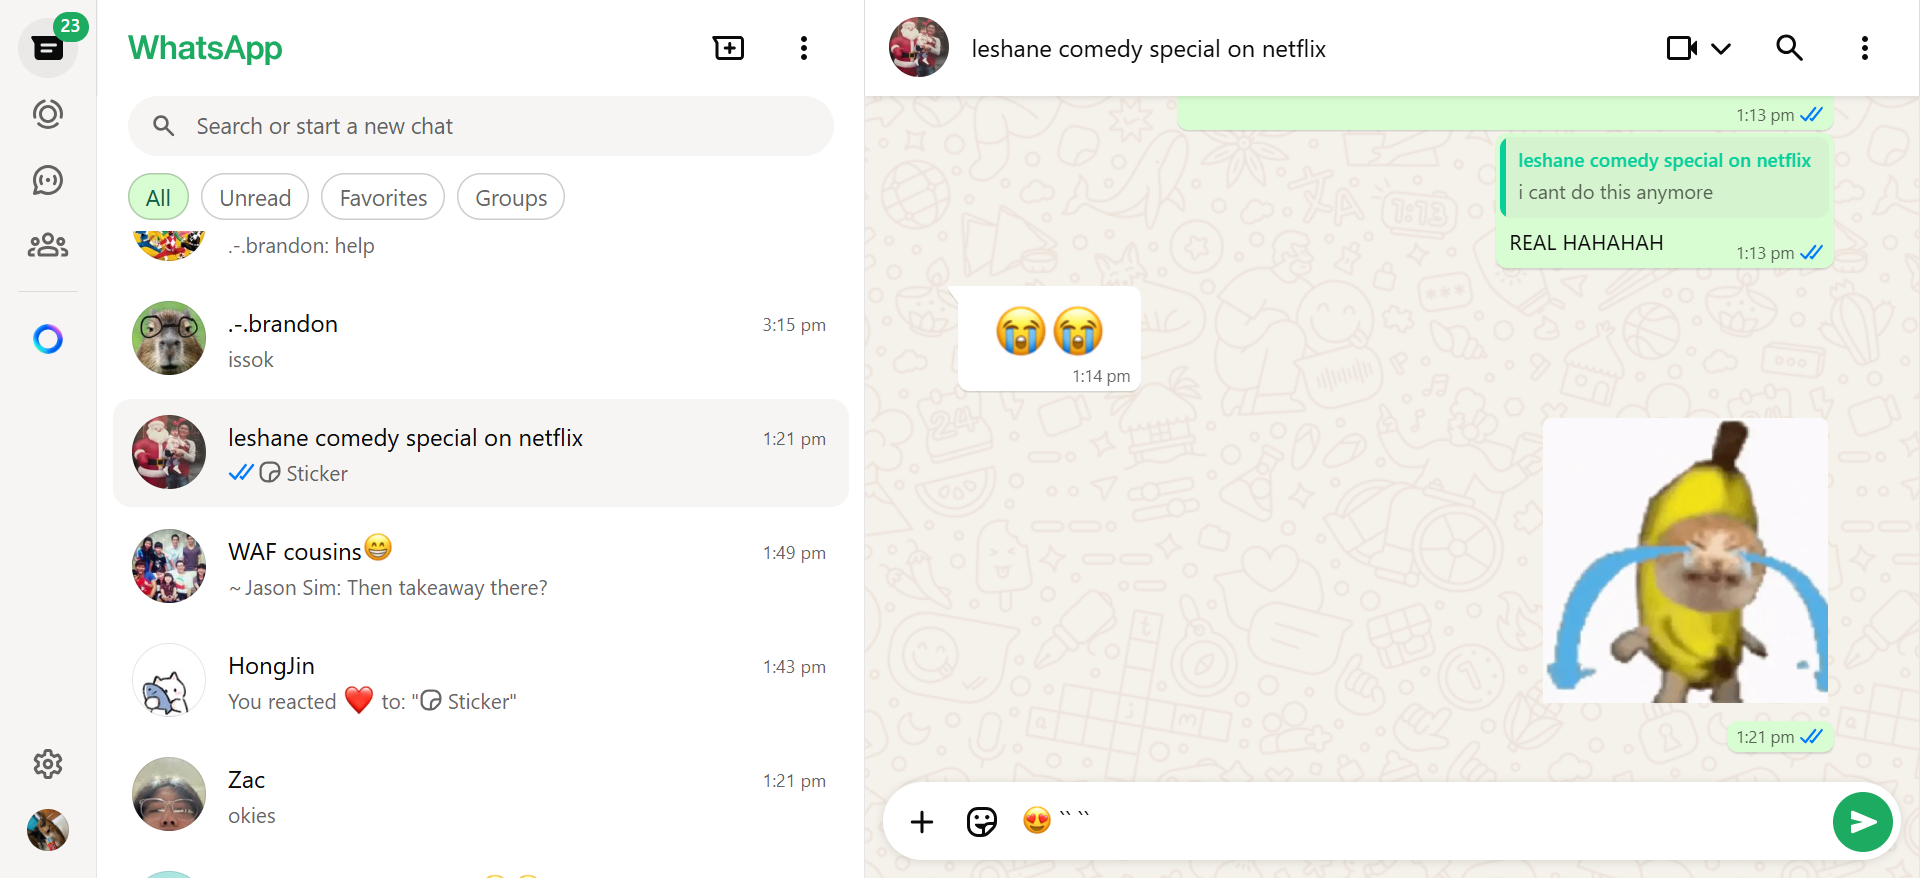 23
WhatsApp
Search or start a new chat
All
Unread
Favorites
Groups
.-.brandon: help
.-.brandon
3:15 pm
issok
leshane comedy special on netflix
1:21 pm
Sticker
WAF cousins😁
1:49 pm
~ Jason Sim: Then takeaway there?
HongJin
1:43 pm
You reacted ❤️ to: "Sticker"
Zac
1:21 pm
okies
leshane comedy special on netflix
1:13 pm
leshane comedy special on netflix
i cant do this anymore
REAL HAHAHAH
1:13 pm
😭😭
1:14 pm
1:21 pm
😍 `` ``